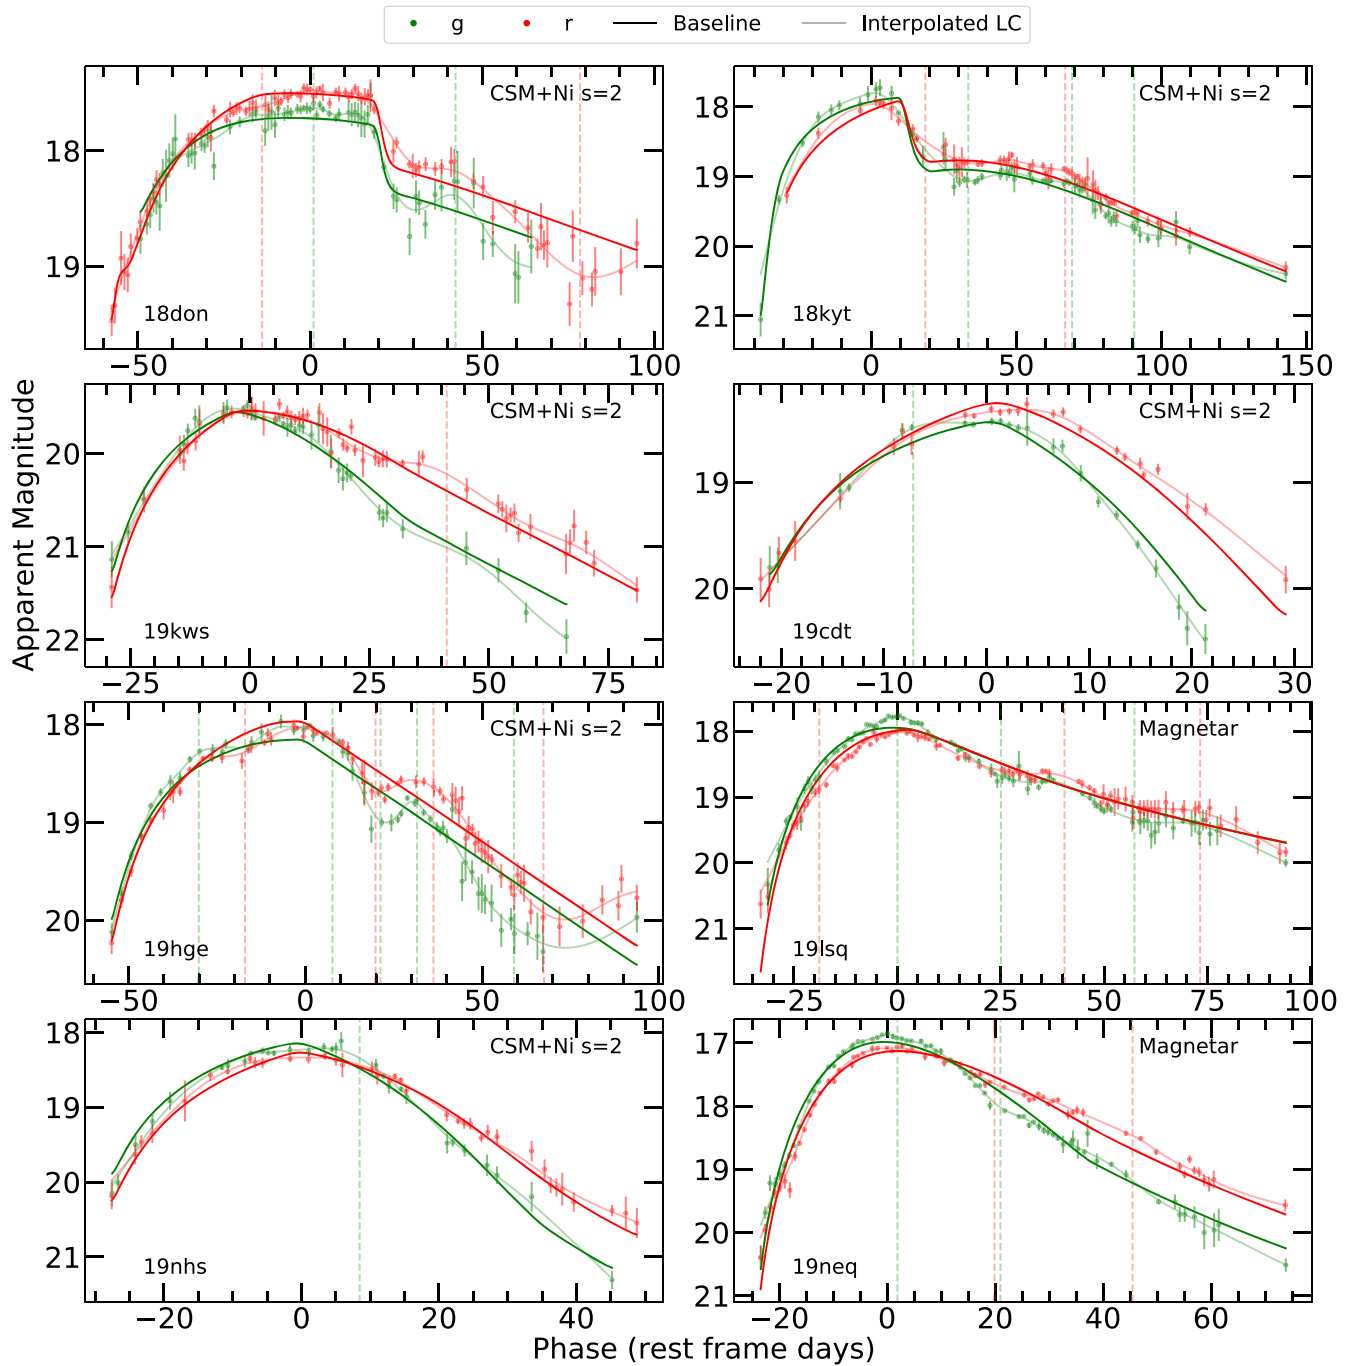 g r Baseline Interpolated LC
CSM+Ni s=2
18
19
18don
−50 0 50 100
CSM+Ni s=2
18
19
20
21
18kyt
0 50 100 150
CSM+Ni s=2
20
21
22
19kws
−25 0 25 50 75
CSM+Ni s=2
19
20
19cdt
−20 −10 0 10 20 30
CSM+Ni s=2
18
19
20
19hge
−50 0 50 100
Magnetar
18
19
20
21
19lsq
−25 0 25 50 75 100
CSM+Ni s=2
18
19
20
21
19nhs
−20 0 20 40
Magnetar
17
18
19
20
21
19neq
−20 0 20 40 60
Apparent Magnitude
Phase (rest frame days)